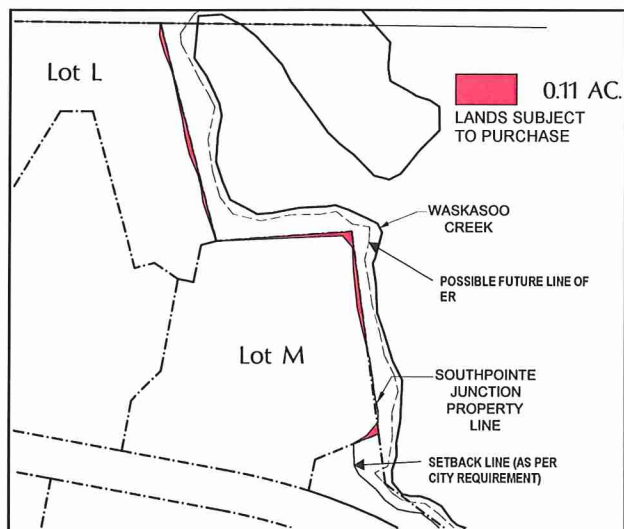 Lot L
0.11 AC.
LANDS SUBJECT
TO PURCHASE
WASKASOO
CREEK
POSSIBLE FUTURE LINE OF
ER
Lot M
SOUTHPOINTE
JUNCTION
PROPERTY
LINE
SETBACK LINE (AS PER
CITY REQUIREMENT)